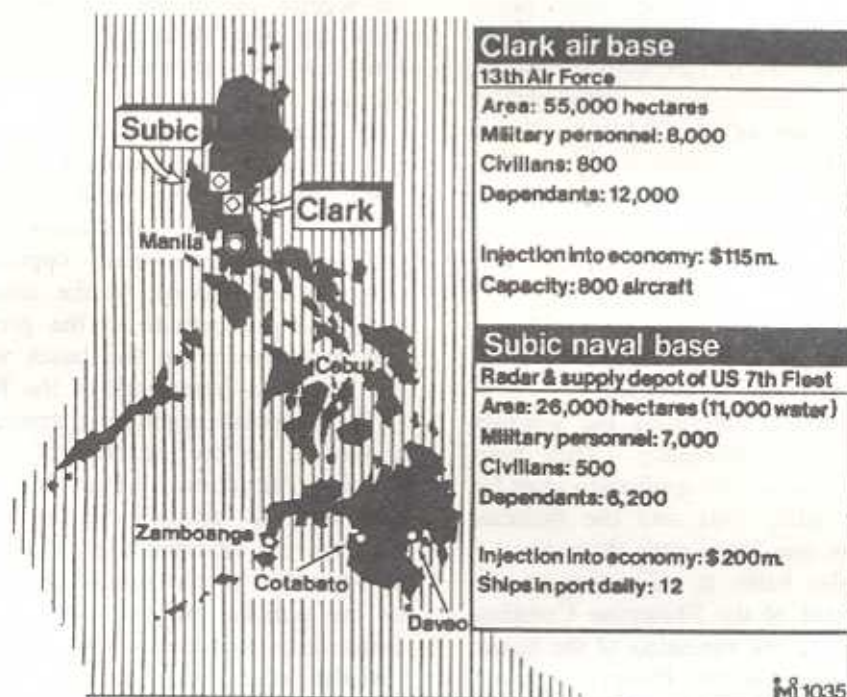 Subic
Clark
Manila
Cebu
Zamboanga
Cotabato
Davao
Clark air base
13th Air Force
Area: 55,000 hectares
Military personnel: 8,000
Civilians: 800
Dependants: 12,000
Injection into economy: $115m.
Capacity: 800 aircraft
Subic naval base
Radar & supply depot of US 7th Fleet
Area: 26,000 hectares (11,000 water)
Military personnel: 7,000
Civilians: 500
Dependants: 6,200
Injection into economy: $200m.
Ships in port daily: 12
1035